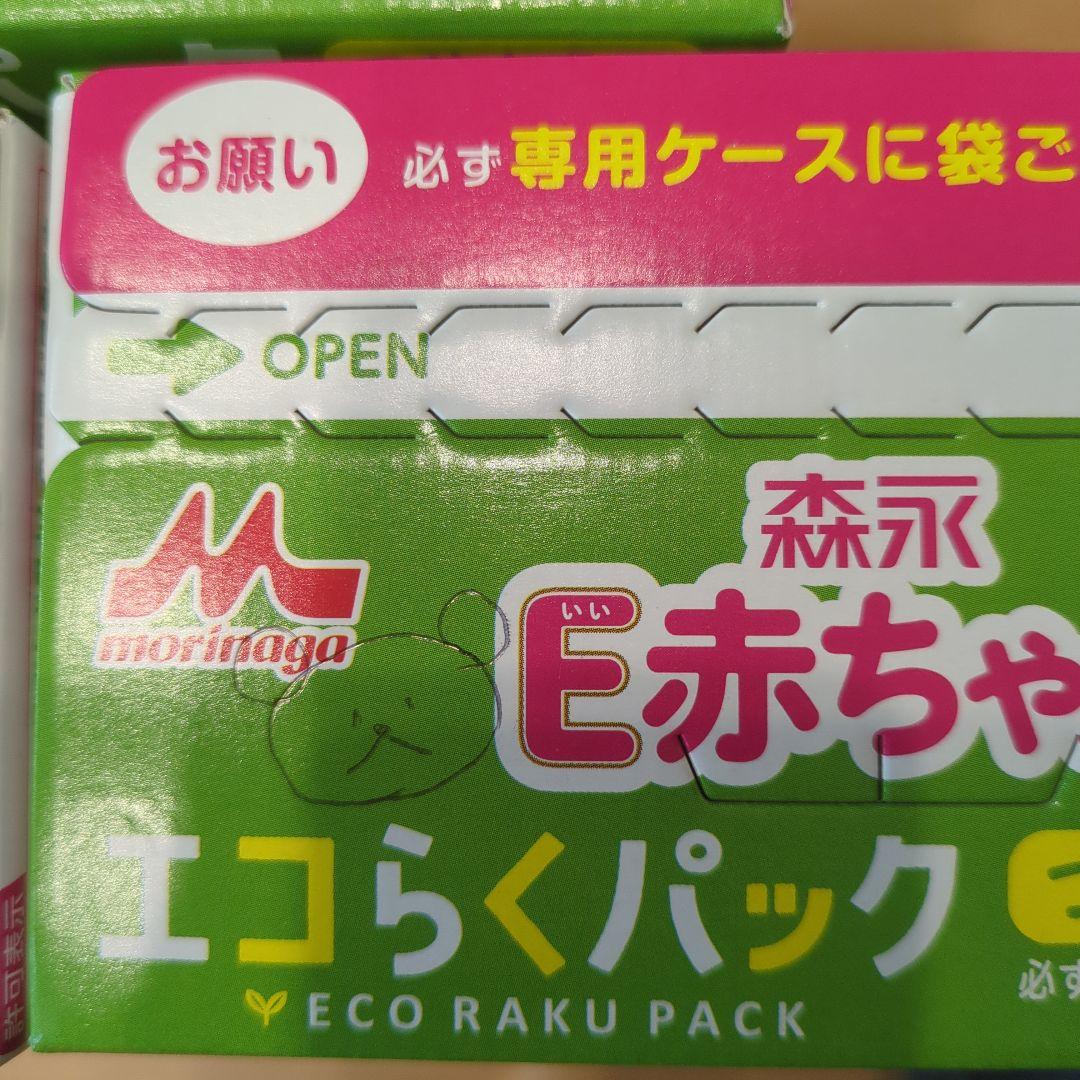 お願い 必ず専用ケースに袋ご
OPEN
morinaga
森永
いい
E赤ちゃ
エコらくパック
必ず
ECO RAKU PACK
許可表示